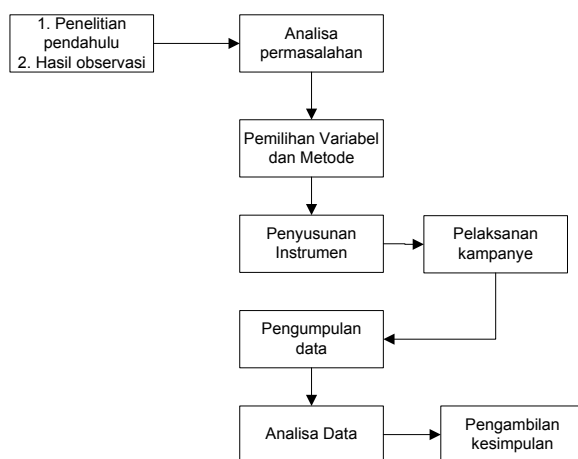 1. Penelitian
pendahulu
2. Hasil observasi
Analisa
permasalahan
Pemilihan Variabel
dan Metode
Penyusunan
Instrumen
Pelaksanan
kampanye
Pengumpulan
data
Analisa Data
Pengambilan
kesimpulan